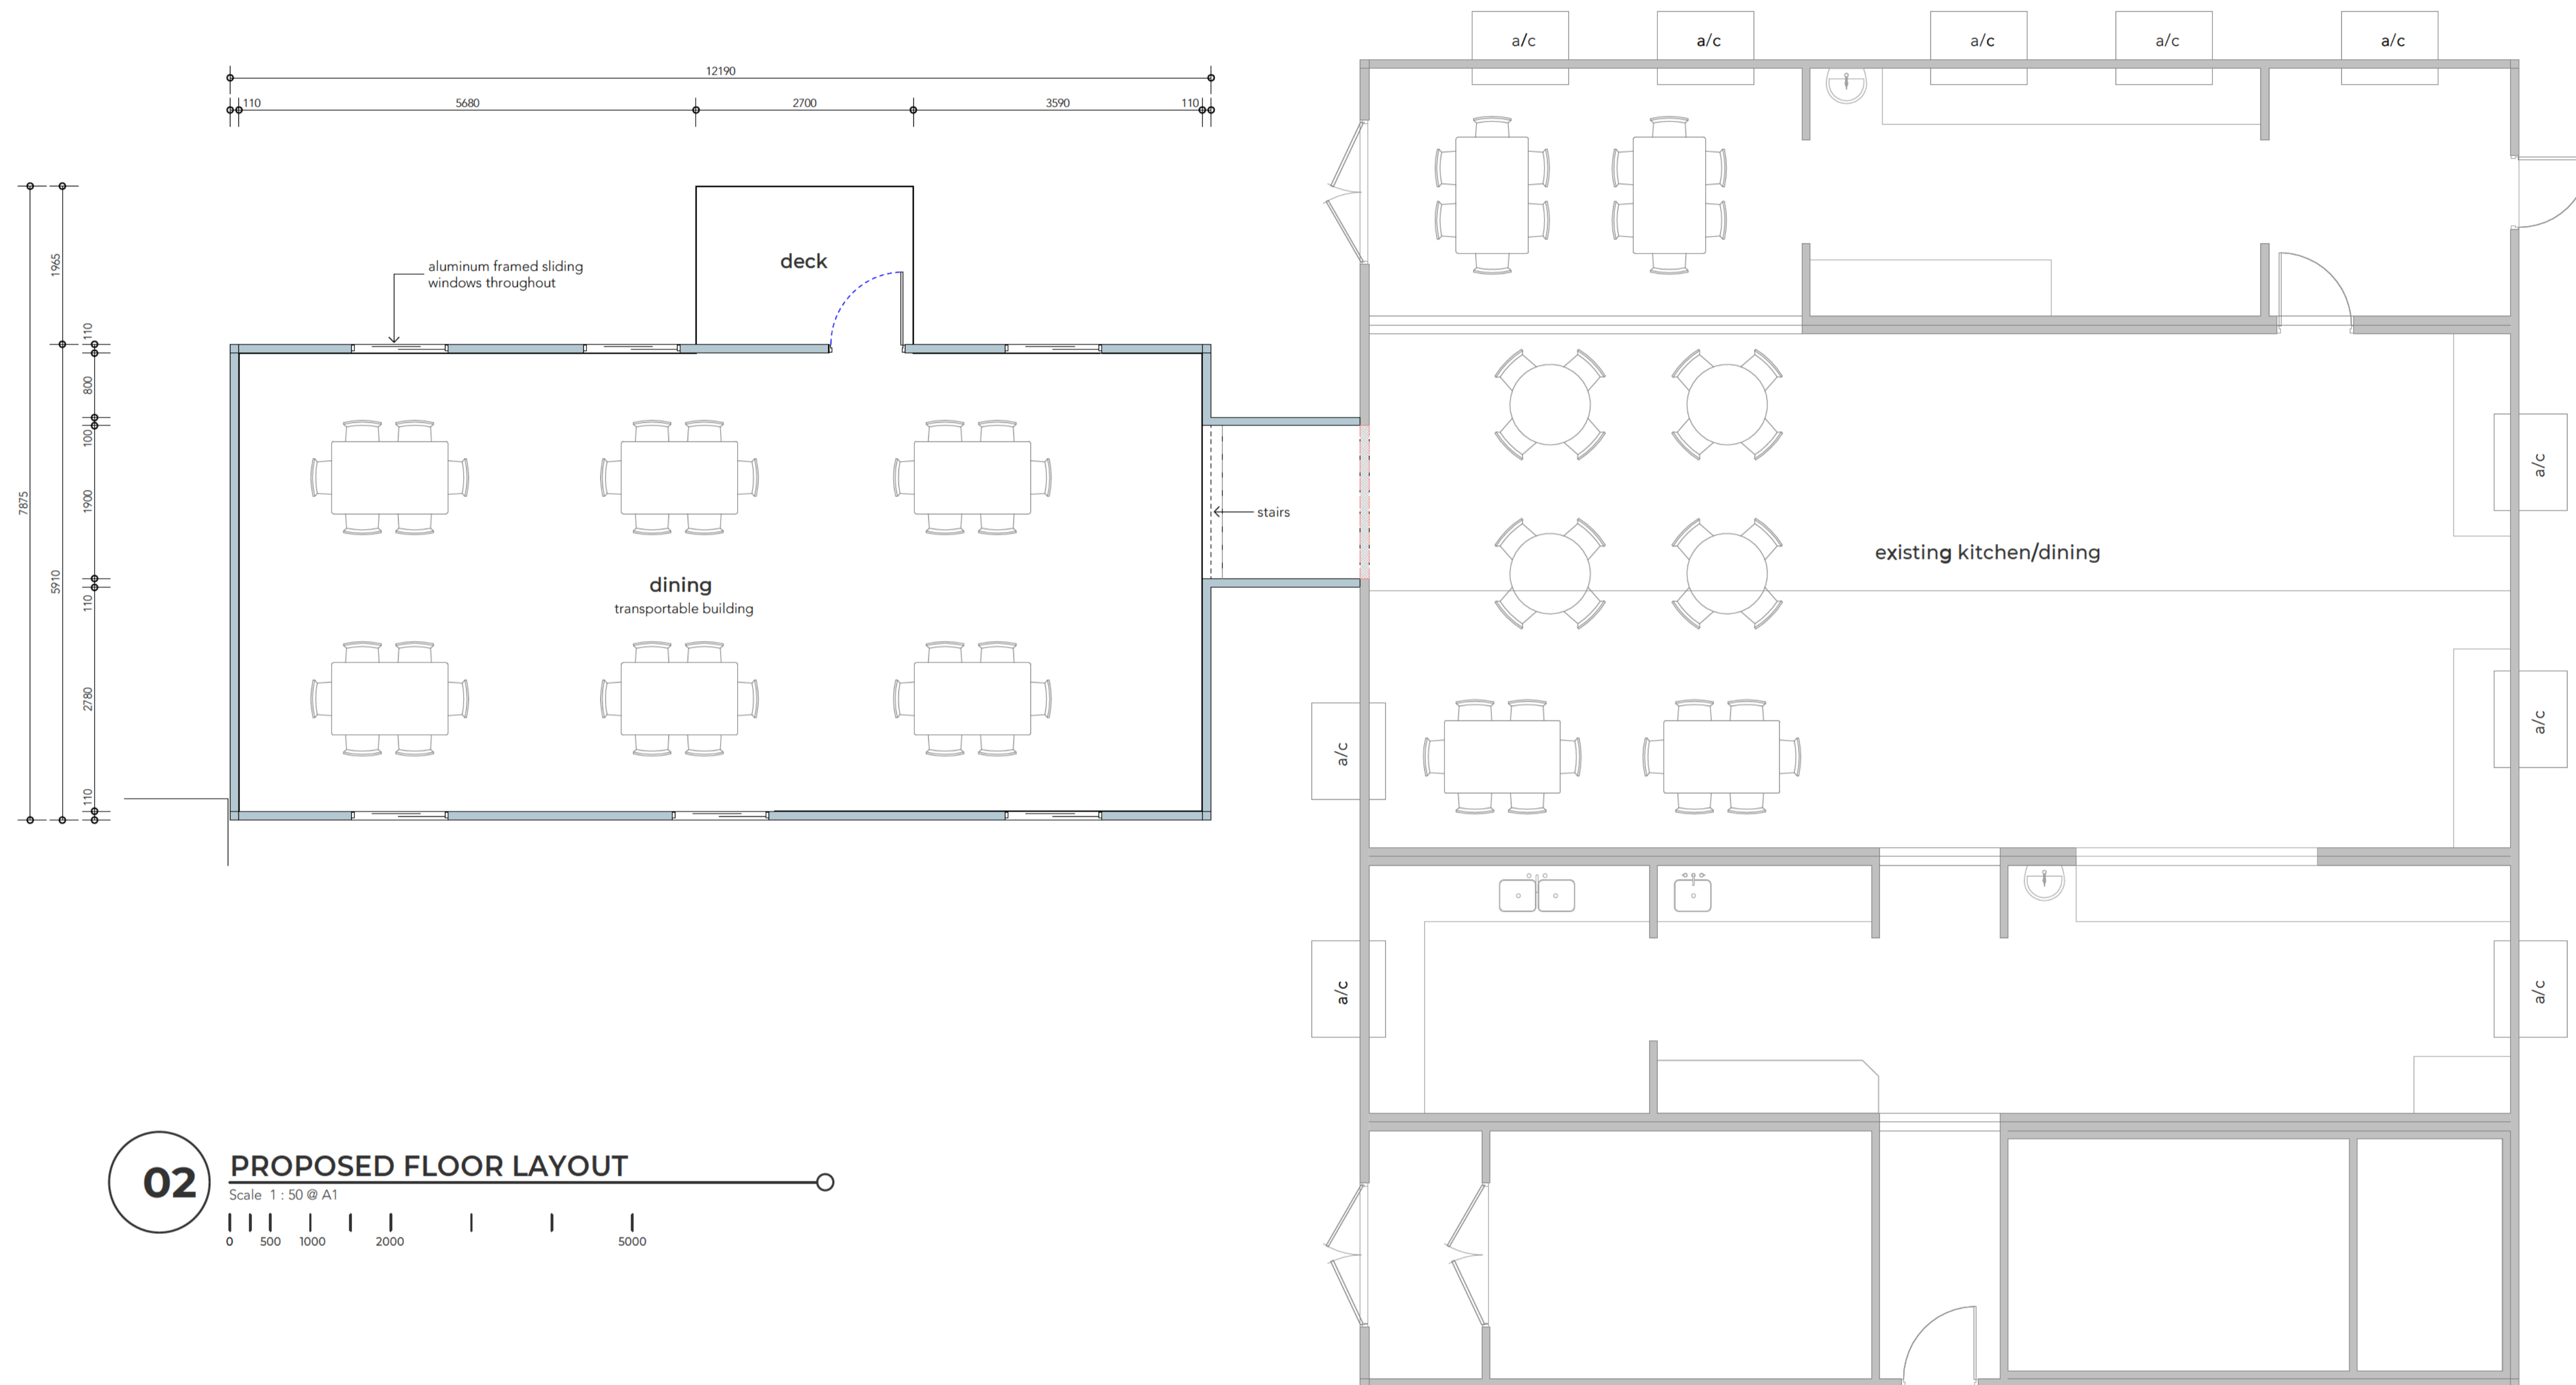 a/c
a/c
a/c
a/c
a/c
12190
110
5680
2700
3590
110
deck
aluminum framed sliding
windows throughout
1965
110
800
100
1900
110
2780
110
5910
7875
stairs
dining
transportable building
existing kitchen/dining
a/c
a/c
a/c
a/c
a/c
02
PROPOSED FLOOR LAYOUT
Scale 1 : 50 @ A1
0
500
1000
2000
5000